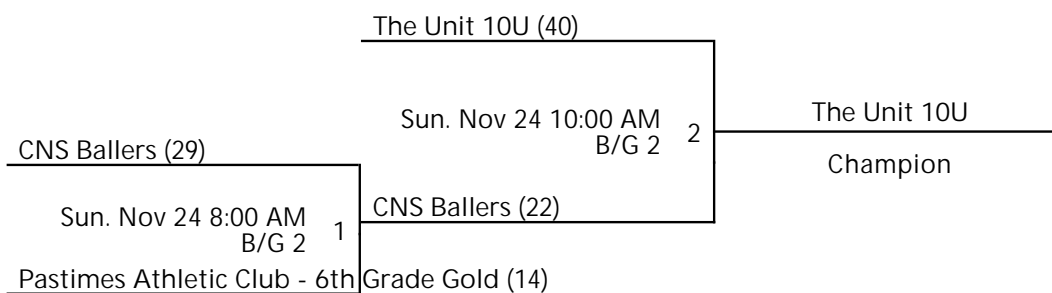 The Unit 10U (40)
Sun. Nov 24 10:00 AM
B/G 2
2
The Unit 10U
Champion
CNS Ballers (29)
Sun. Nov 24 8:00 AM
B/G 2
1
CNS Ballers (22)
Pastimes Athletic Club - 6th Grade Gold (14)